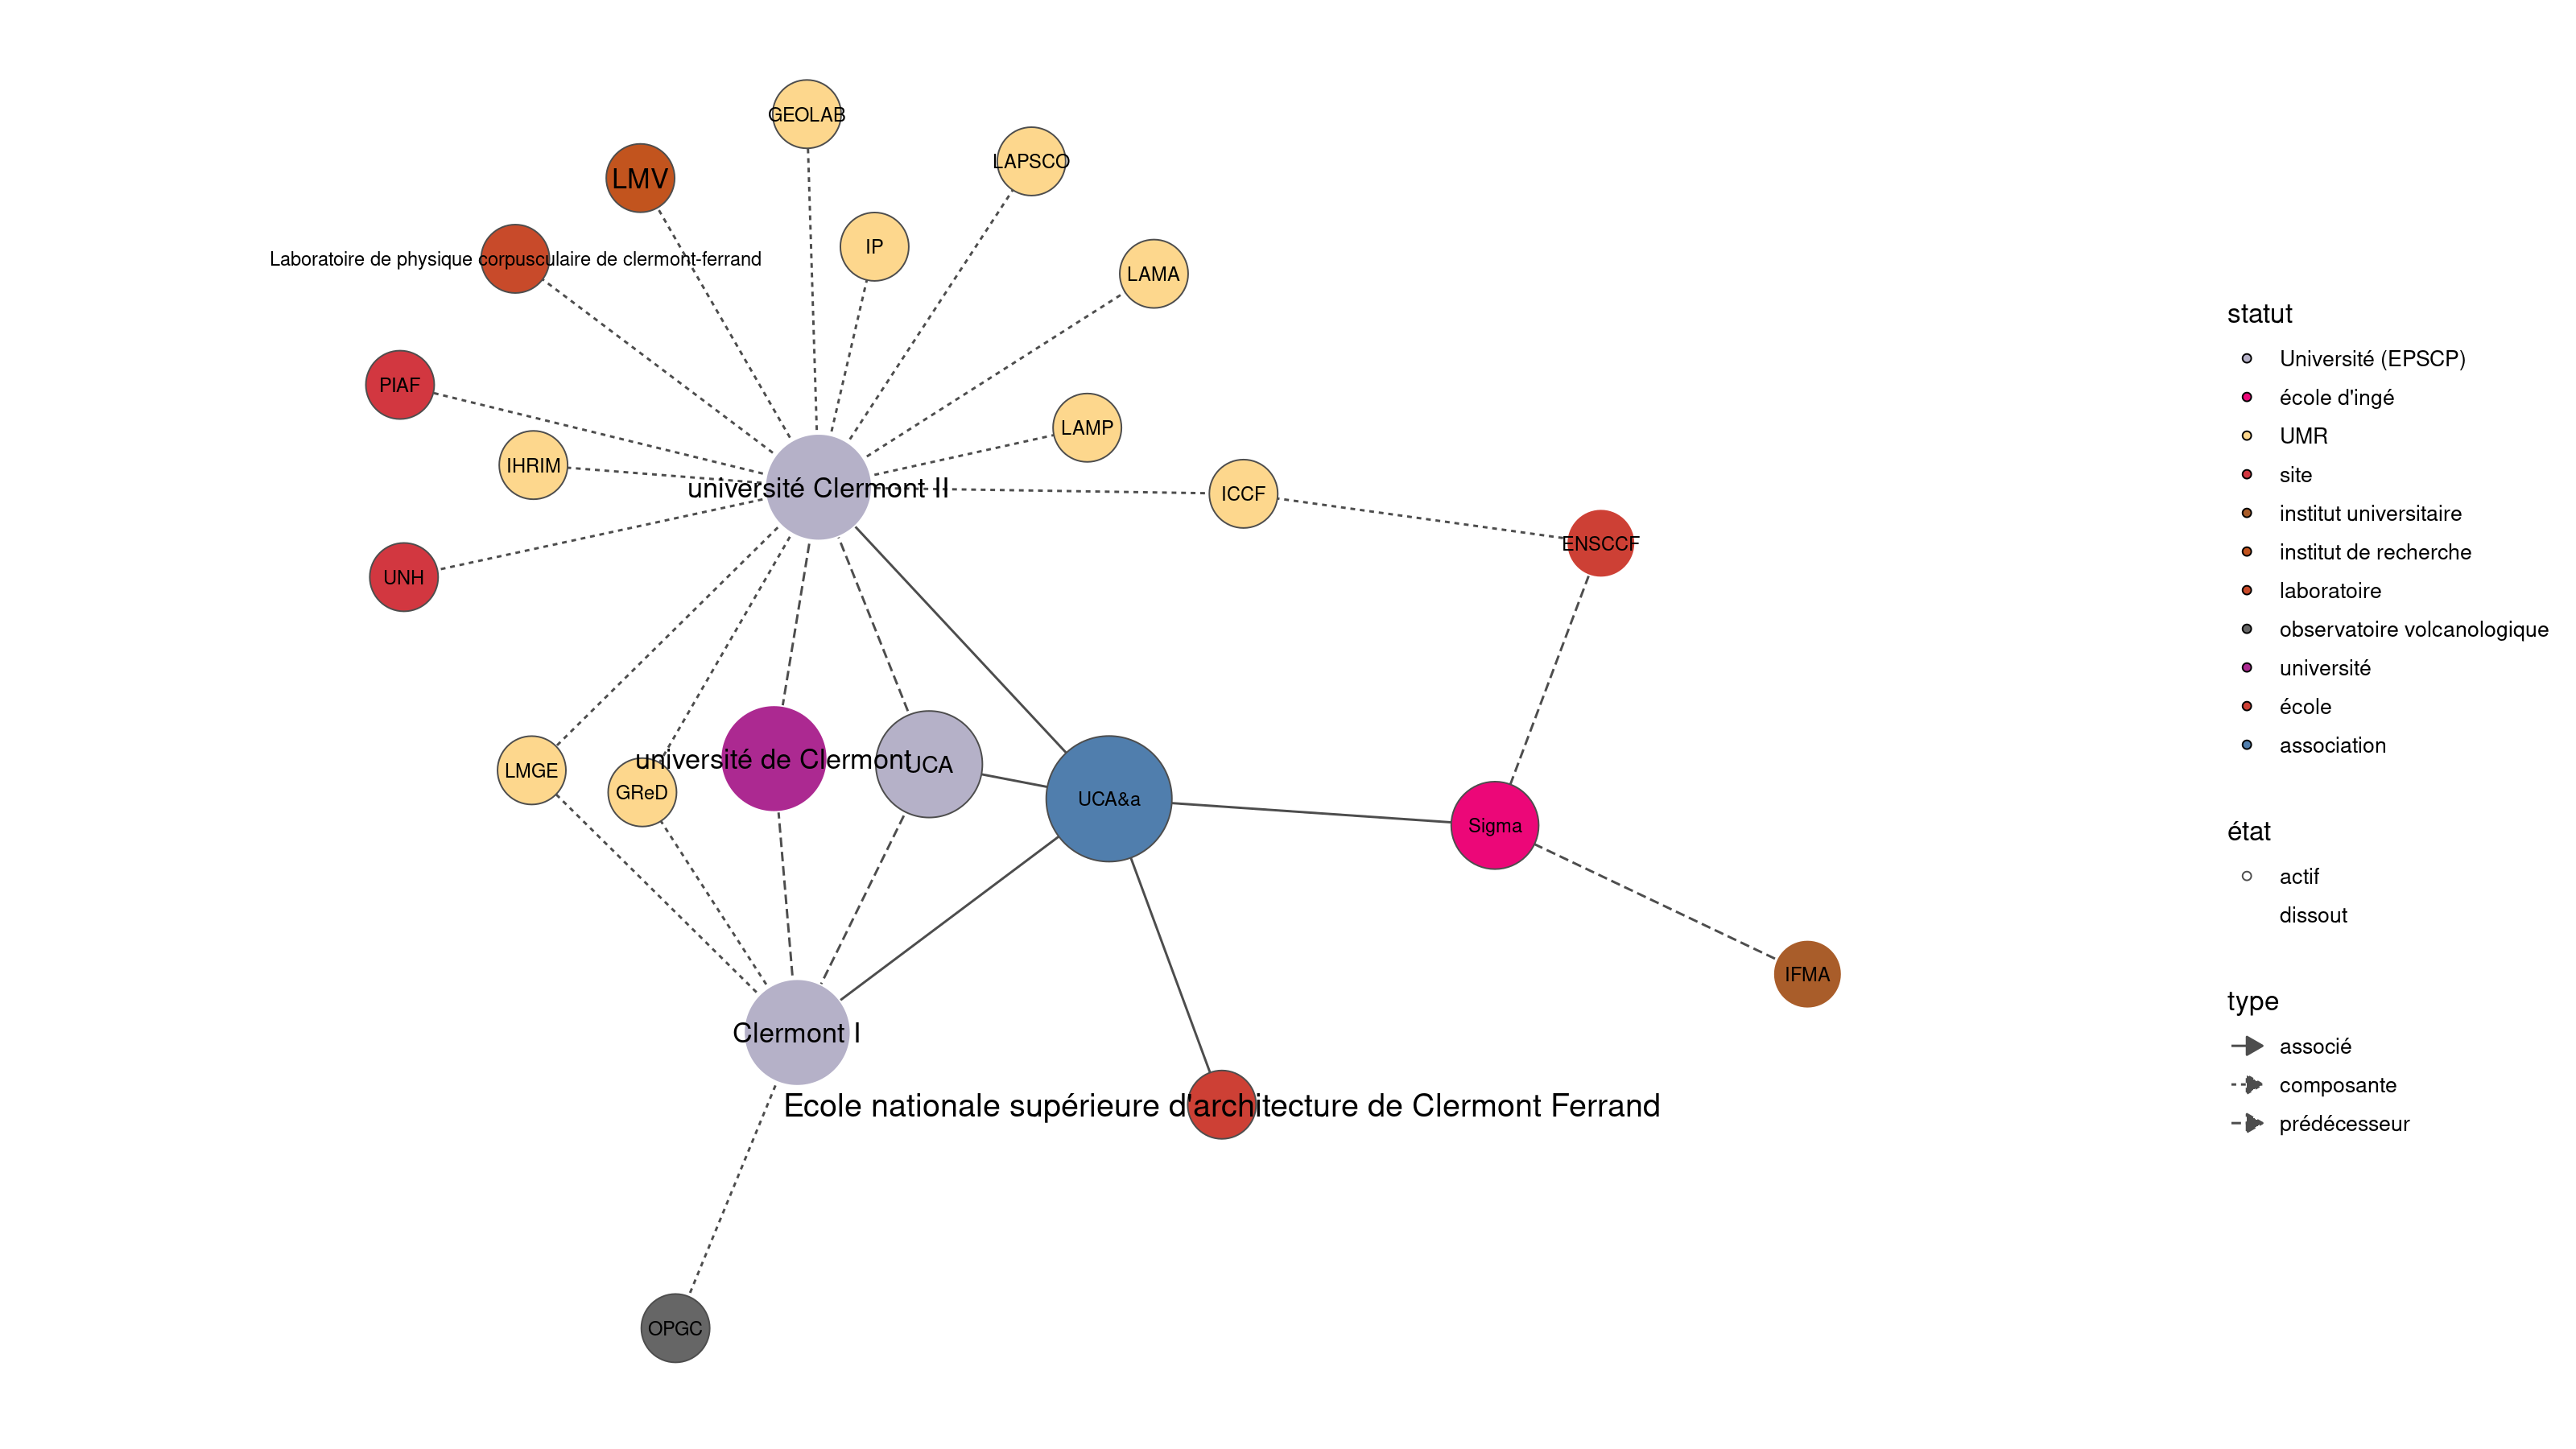 GEOLAB
LAPSCO
LMV
IP
Laboratoire de physique corpusculaire de clermont-ferrand
LAMA
PIAF
LAMP
IHRIM
université Clermont II
ICCF
ENSCCF
UNH
université de Clermont
UCA
LMGE
GReD
UCA&a
Sigma
IFMA
Clermont I
Ecole nationale supérieure d'architecture de Clermont Ferrand
OPGC
statut
Université (EPSCP)
école d'ingé
UMR
site
institut universitaire
institut de recherche
laboratoire
observatoire volcanologique
université
école
association
état
actif
dissout
type
associé
composante
prédécesseur